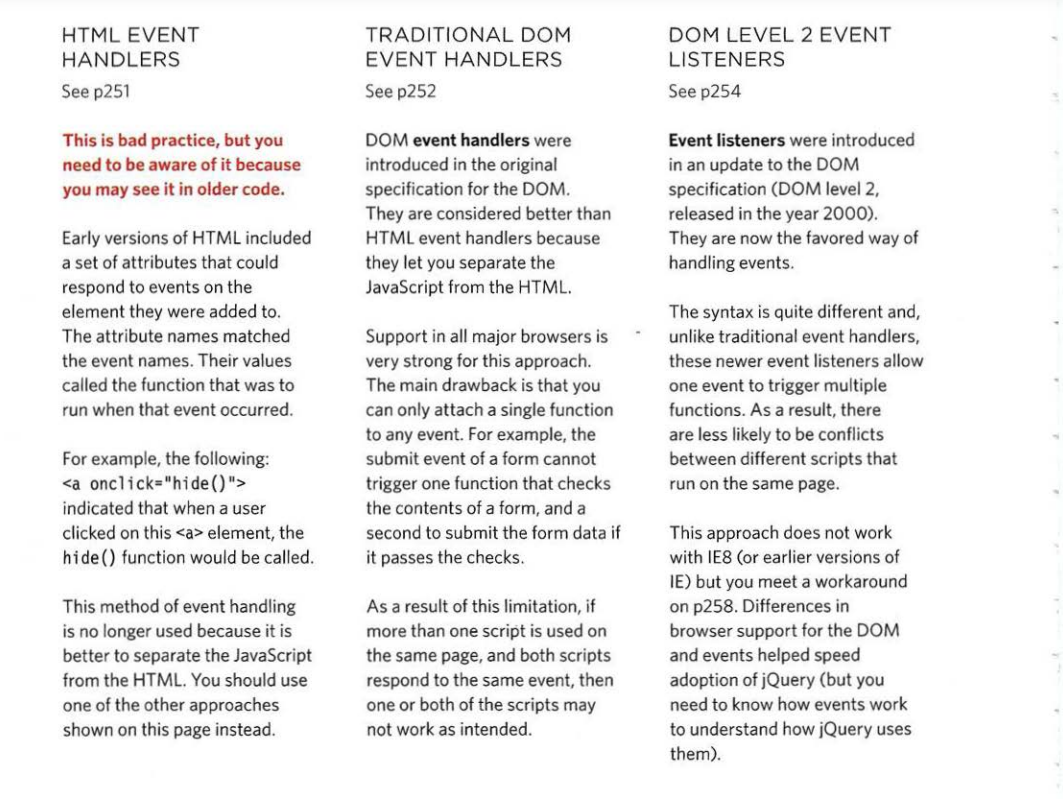 HTML EVENT
HANDLERS
See p251
This is bad practice, but you
need to be aware of it because
you may see it in older code.
Early versions of HTML included
a set of attributes that could
respond to events on the
element they were added to.
The attribute names matched
the event names. Their values
called the function that was to
run when that event occurred.
For example, the following:
<a onclick="hide()">
indicated that when a user
clicked on this <a> element, the
hide() function would be called.
This method of event handling
is no longer used because it is
better to separate the JavaScript
from the HTML. You should use
one of the other approaches
shown on this page instead.
TRADITIONAL DOM
EVENT HANDLERS
See p252
DOM event handlers were
introduced in the original
specification for the DOM.
They are considered better than
HTML event handlers because
they let you separate the
JavaScript from the HTML.
Support in all major browsers is
very strong for this approach.
The main drawback is that you
can only attach a single function
to any event. For example, the
submit event of a form cannot
trigger one function that checks
the contents of a form, and a
second to submit the form data if
it passes the checks.
As a result of this limitation, if
more than one script is used on
the same page, and both scripts
respond to the same event, then
one or both of the scripts may
not work as intended.
DOM LEVEL 2 EVENT
LISTENERS
See p254
Event listeners were introduced
in an update to the DOM
specification (DOM level 2,
released in the year 2000).
They are now the favored way of
handling events.
The syntax is quite different and,
unlike traditional event handlers,
these newer event listeners allow
one event to trigger multiple
functions. As a result, there
are less likely to be conflicts
between different scripts that
run on the same page.
This approach does not work
with IE8 (or earlier versions of
IE) but you meet a workaround
on p258. Differences in
browser support for the DOM
and events helped speed
adoption of jQuery (but you
need to know how events work
to understand how jQuery uses
them).